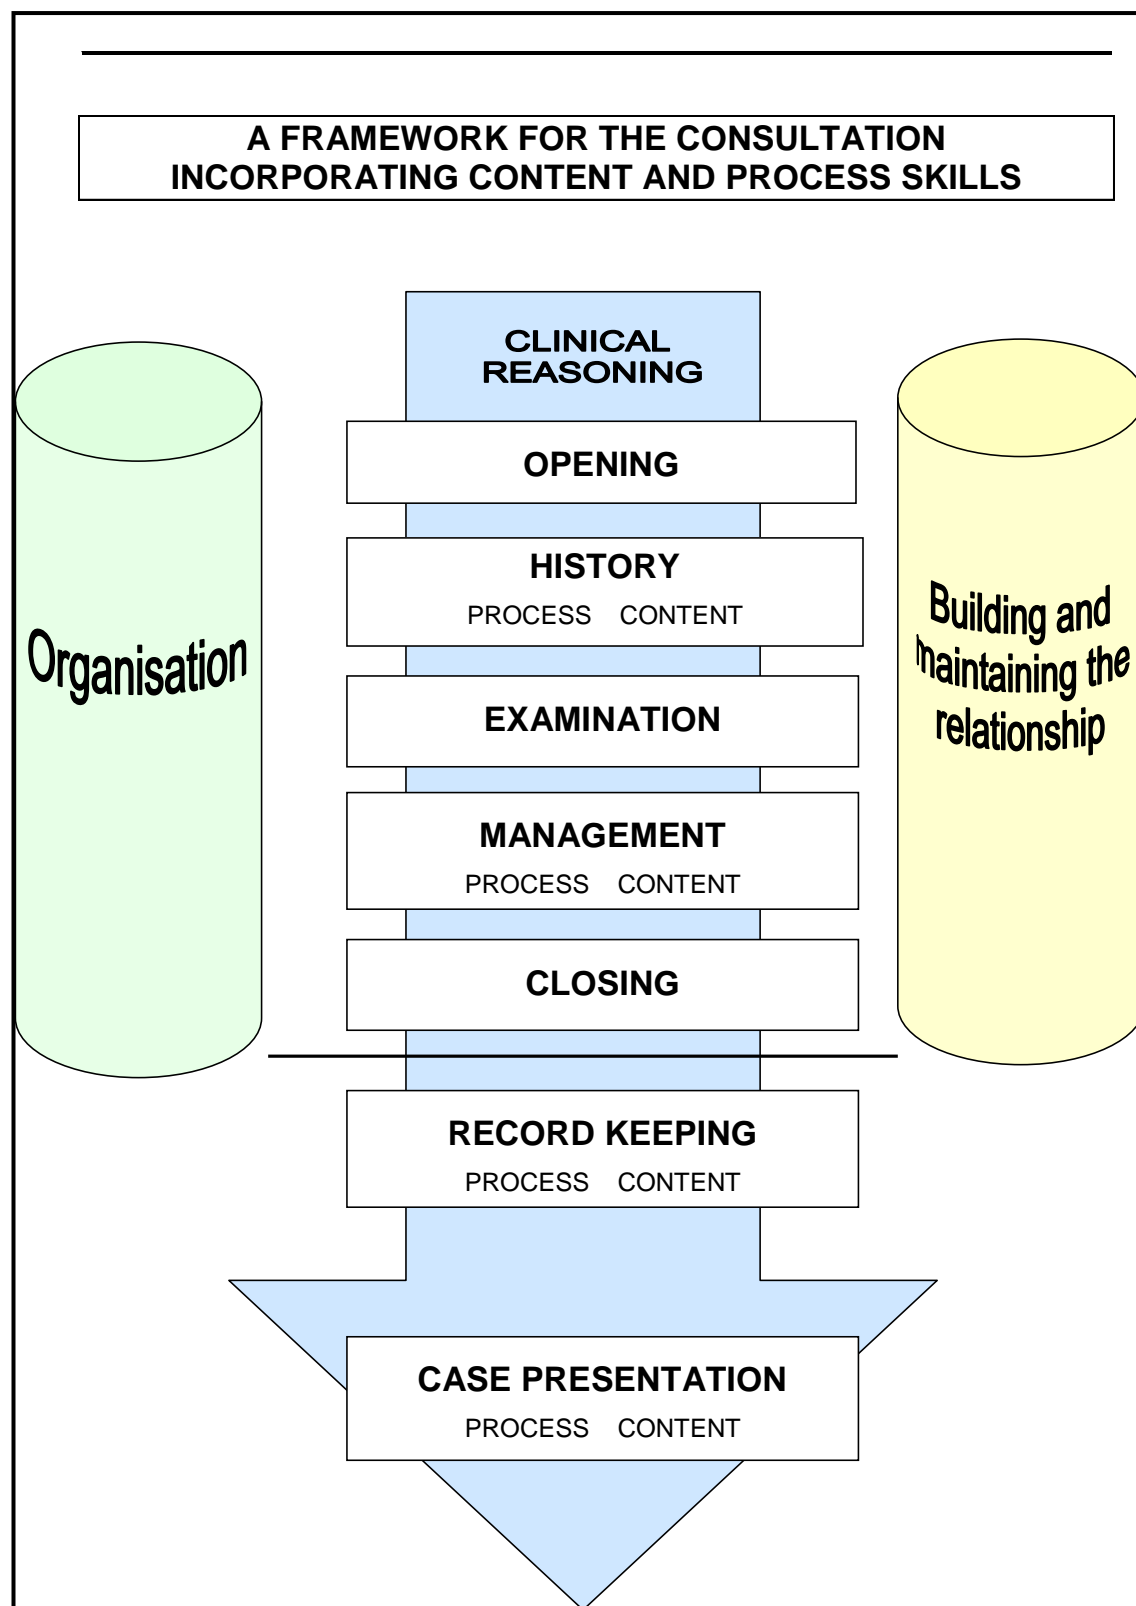 A FRAMEWORK FOR THE CONSULTATION
INCORPORATING CONTENT AND PROCESS SKILLS
CLINICAL
REASONING
OPENING
HISTORY
PROCESS CONTENT
EXAMINATION
MANAGEMENT
PROCESS CONTENT
CLOSING
RECORD KEEPING
PROCESS CONTENT
CASE PRESENTATION
PROCESS CONTENT
Organisation
Building and
maintaining the
relationship